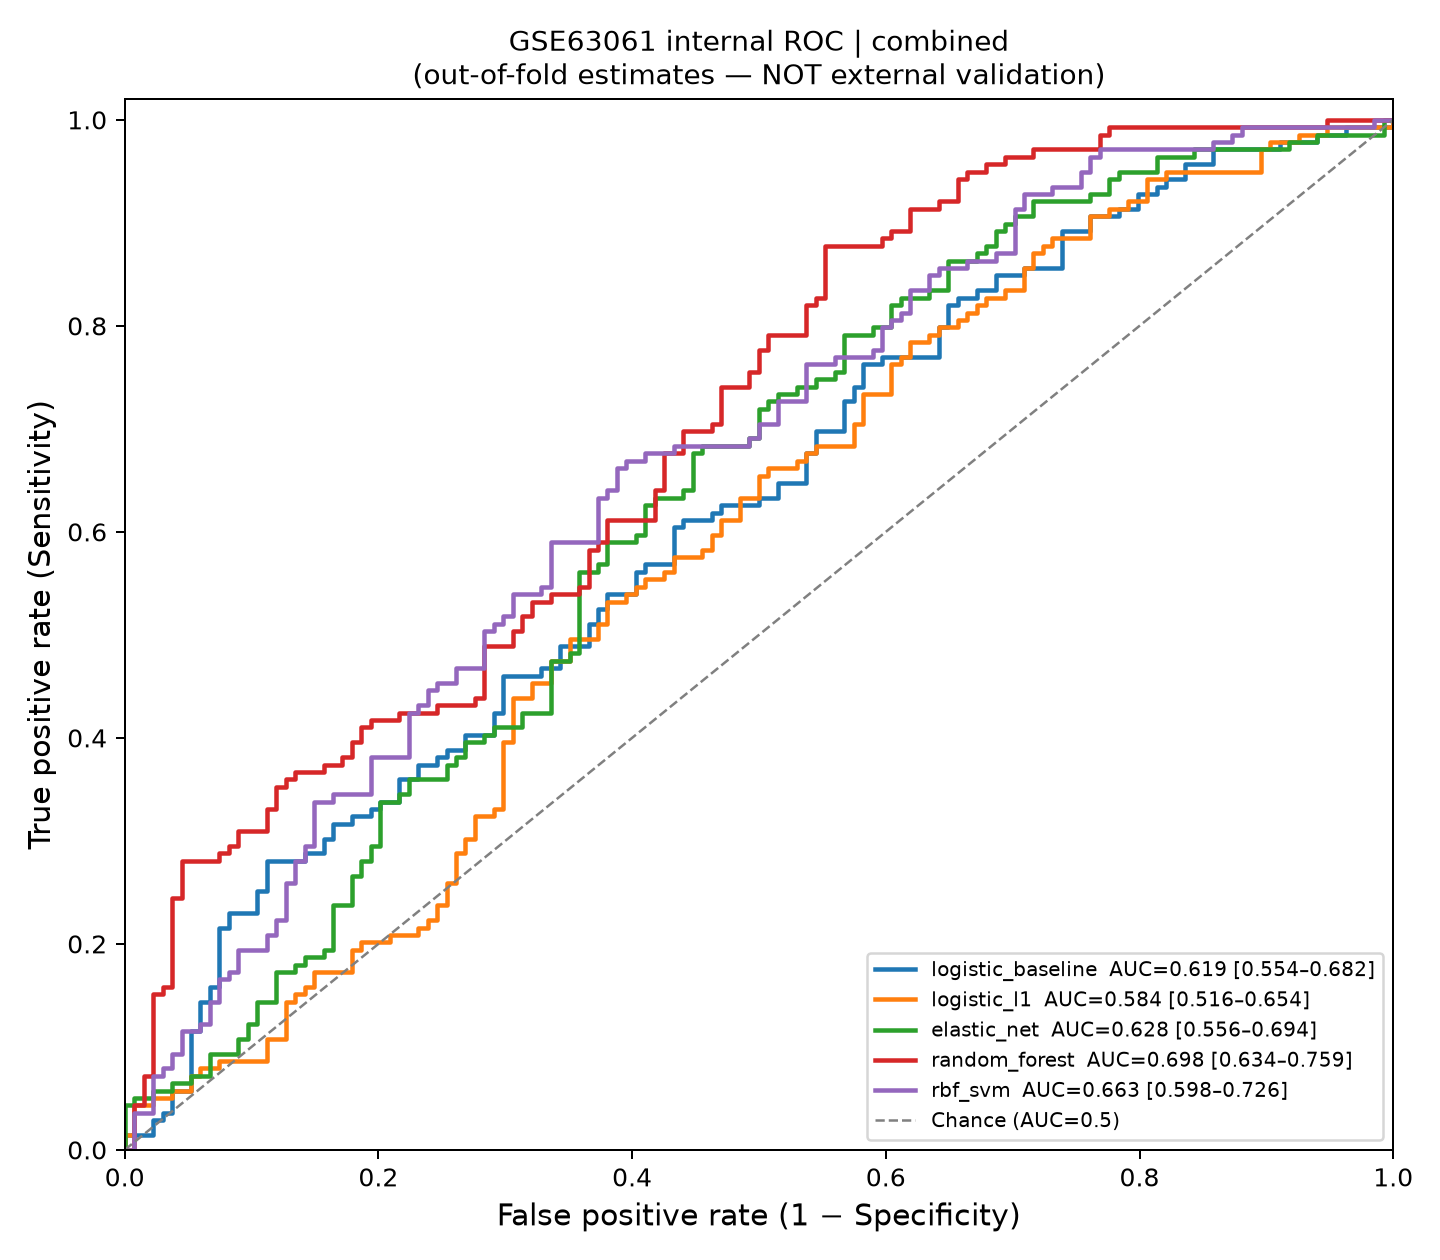 GSE63061 internal ROC | combined
(out-of-fold estimates — NOT external validation)
True positive rate (Sensitivity)
1.0
0.8
0.6
0.4
0.2
0.0
logistic_baseline AUC=0.619 [0.554–0.682]
logistic_l1 AUC=0.584 [0.516–0.654]
elastic_net AUC=0.628 [0.556–0.694]
random_forest AUC=0.698 [0.634–0.759]
rbf_svm AUC=0.663 [0.598–0.726]
Chance (AUC=0.5)
0.0 0.2 0.4 0.6 0.8 1.0
False positive rate (1 − Specificity)